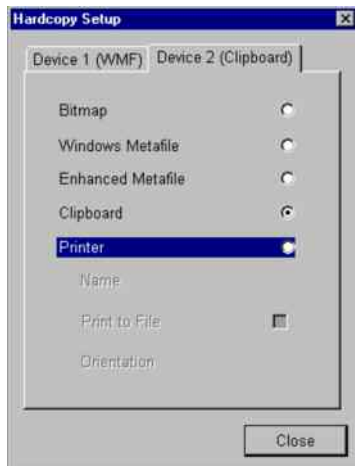 Hardcopy Setup
Device 1 (WMF) Device 2 (Clipboard)
Bitmap
Windows Metafile
Enhanced Metafile
Clipboard
Printer
Name
Print to File
Orientation
Close